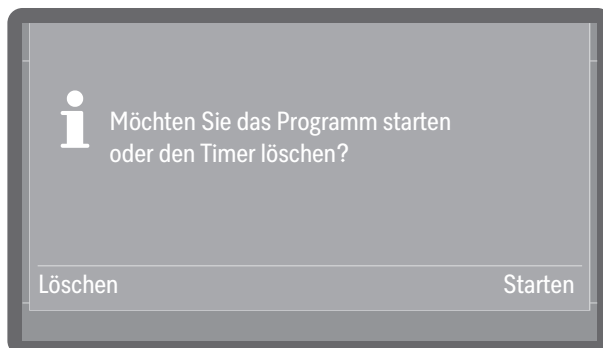 Möchten Sie das Programm starten
oder den Timer löschen?
Löschen
Starten